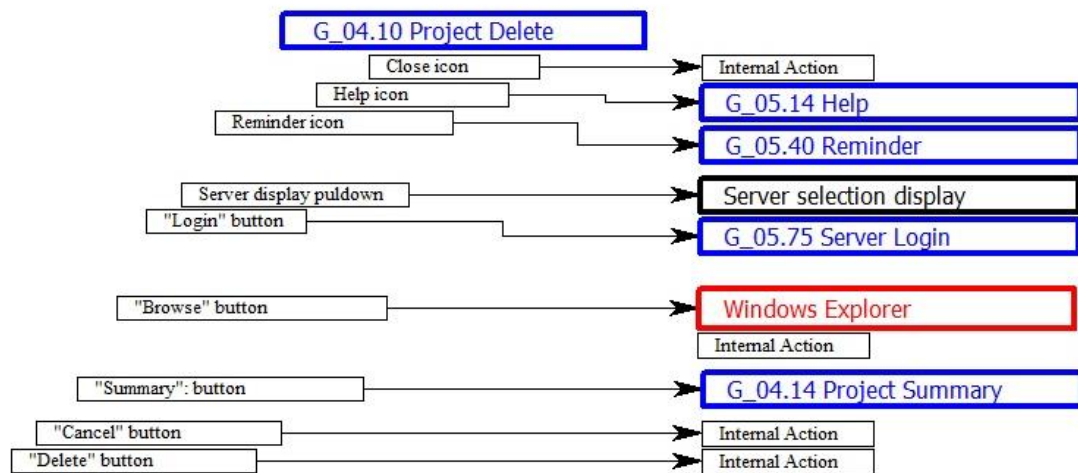 G_04.10 Project Delete
Close icon
Internal Action
Help icon
G_05.14 Help
Reminder icon
G_05.40 Reminder
Server display puldown
Server selection display
"Login" button
G_05.75 Server Login
"Browse" button
Windows Explorer
Internal Action
"Summary": button
G_04.14 Project Summary
"Cancel" button
Internal Action
"Delete" button
Internal Action